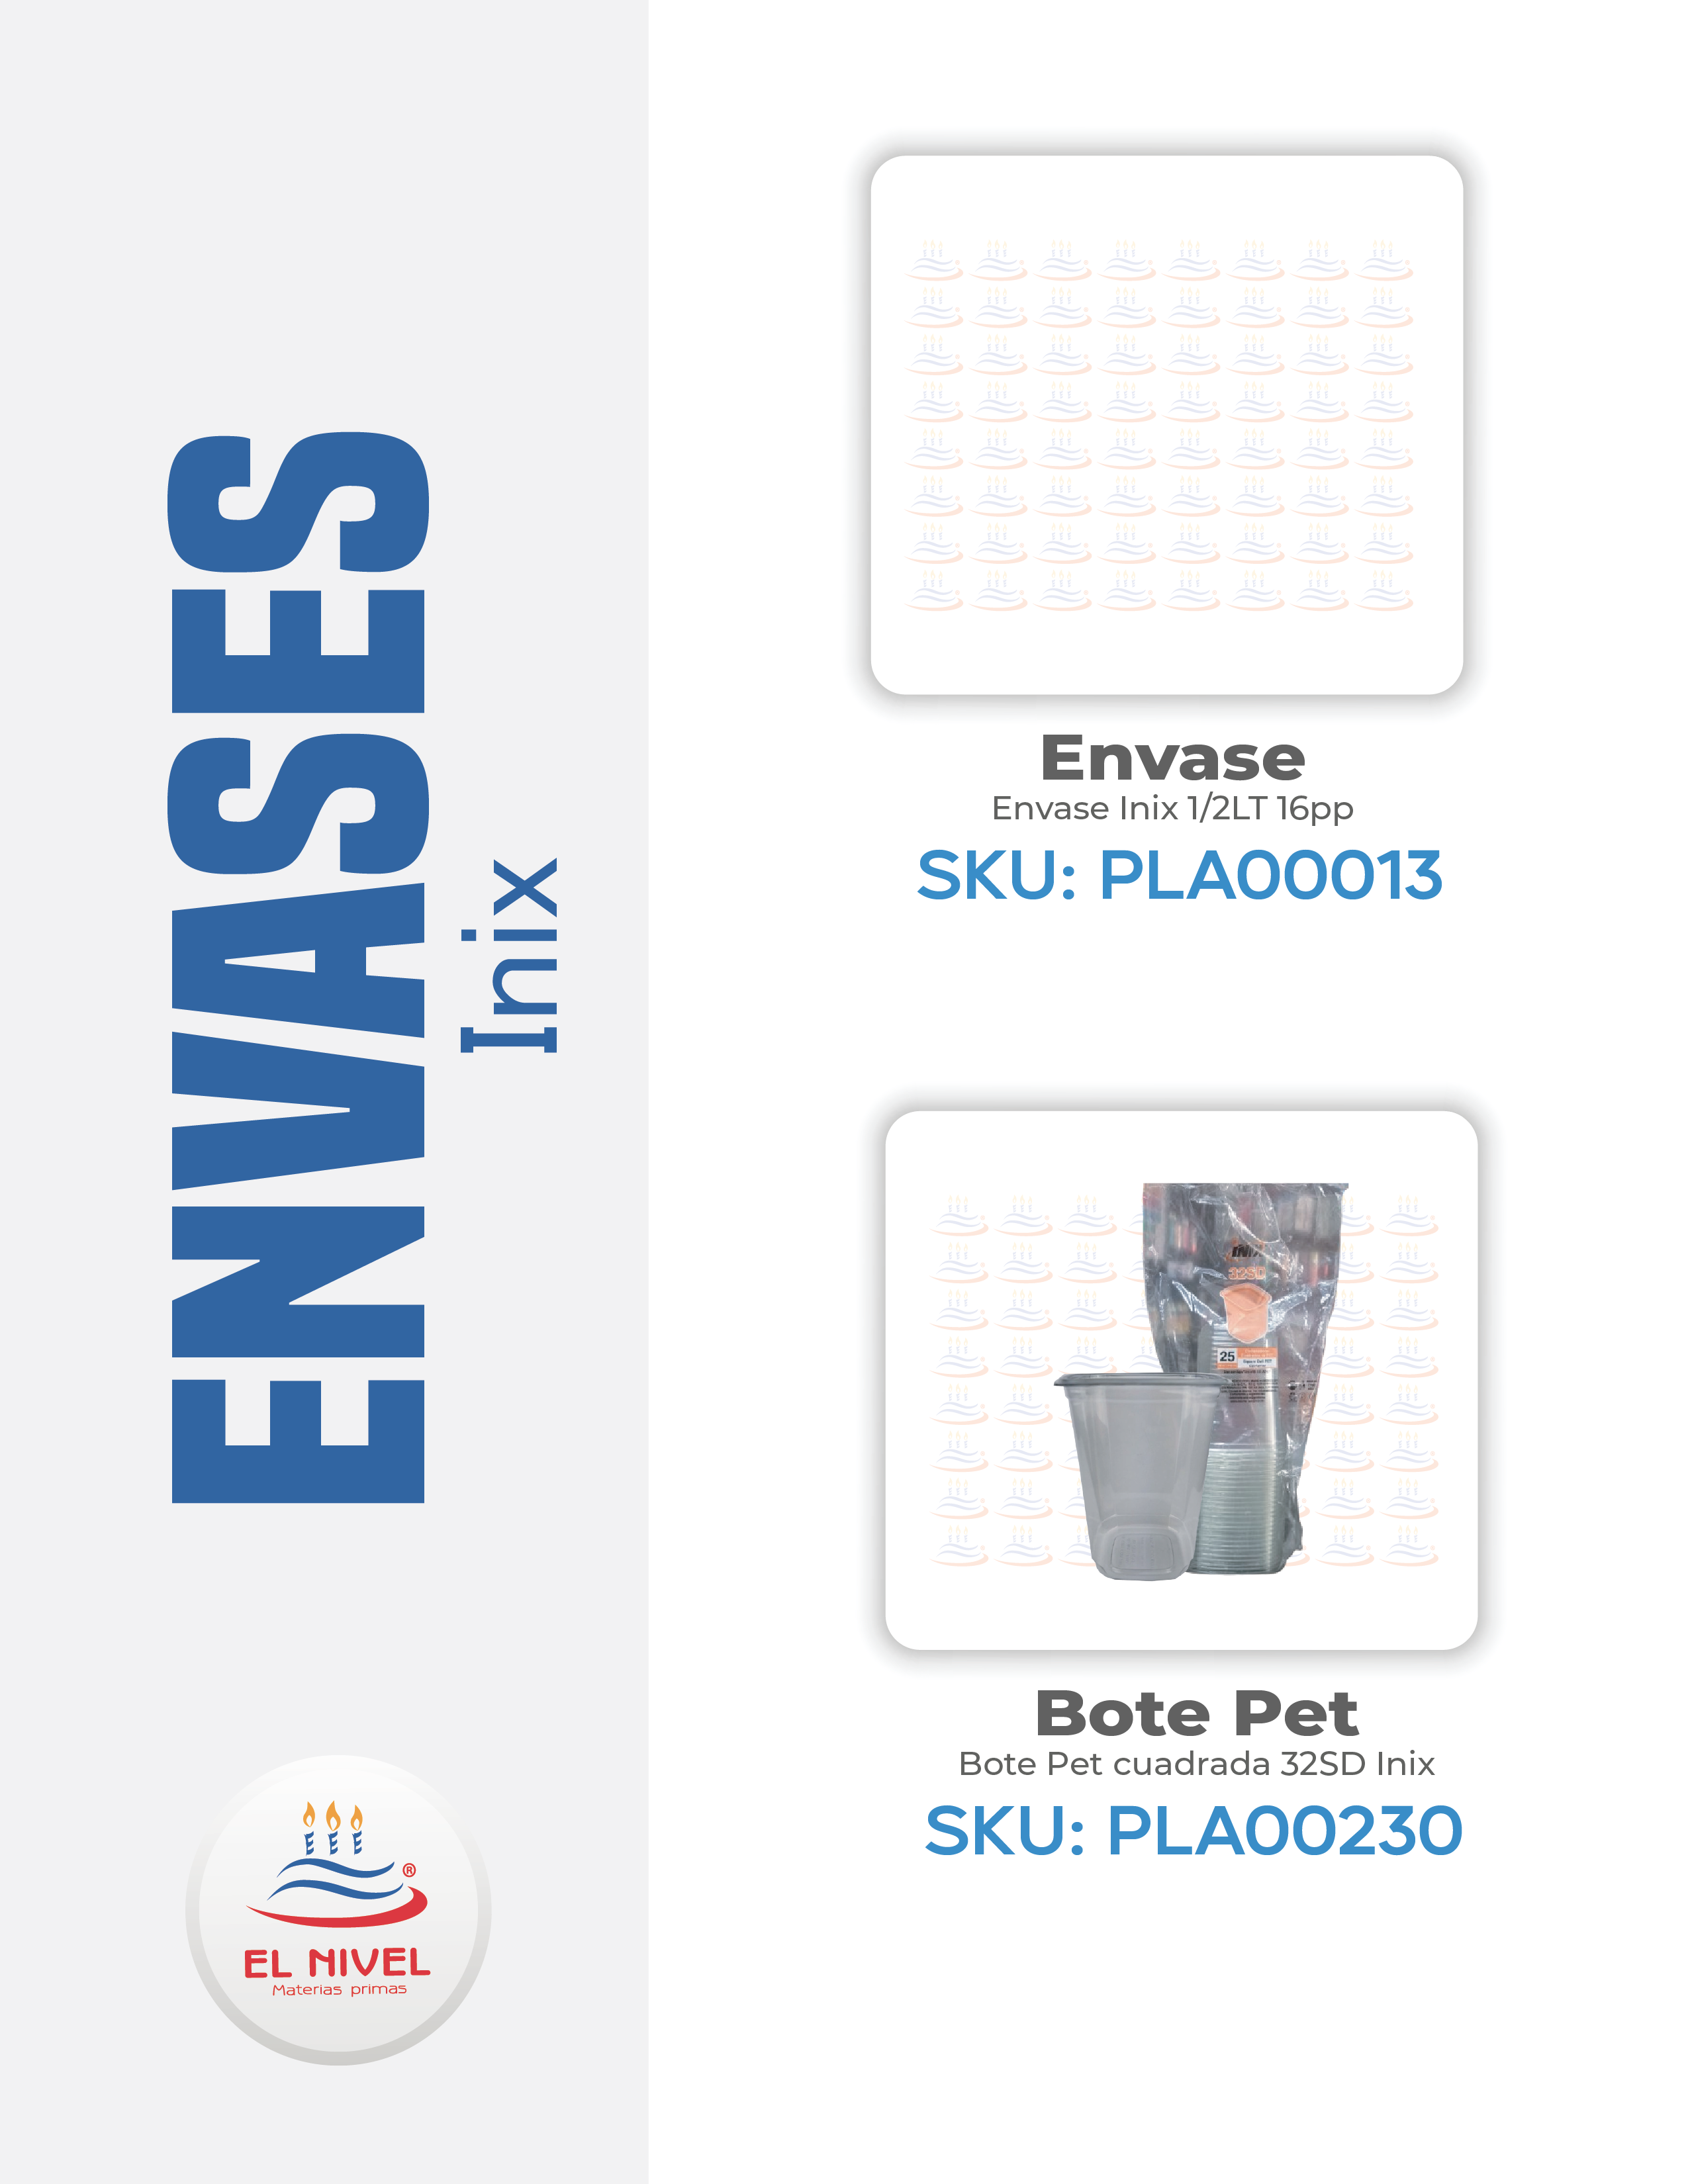 ENVASES
Inix
Envase
Envase Inix 1/2LT 16pp
SKU: PLA00013
INIX
32SD
25
Bote Pet
Bote Pet cuadrada 32SD Inix
SKU: PLA00230
®
EL NIVEL
Materias primas